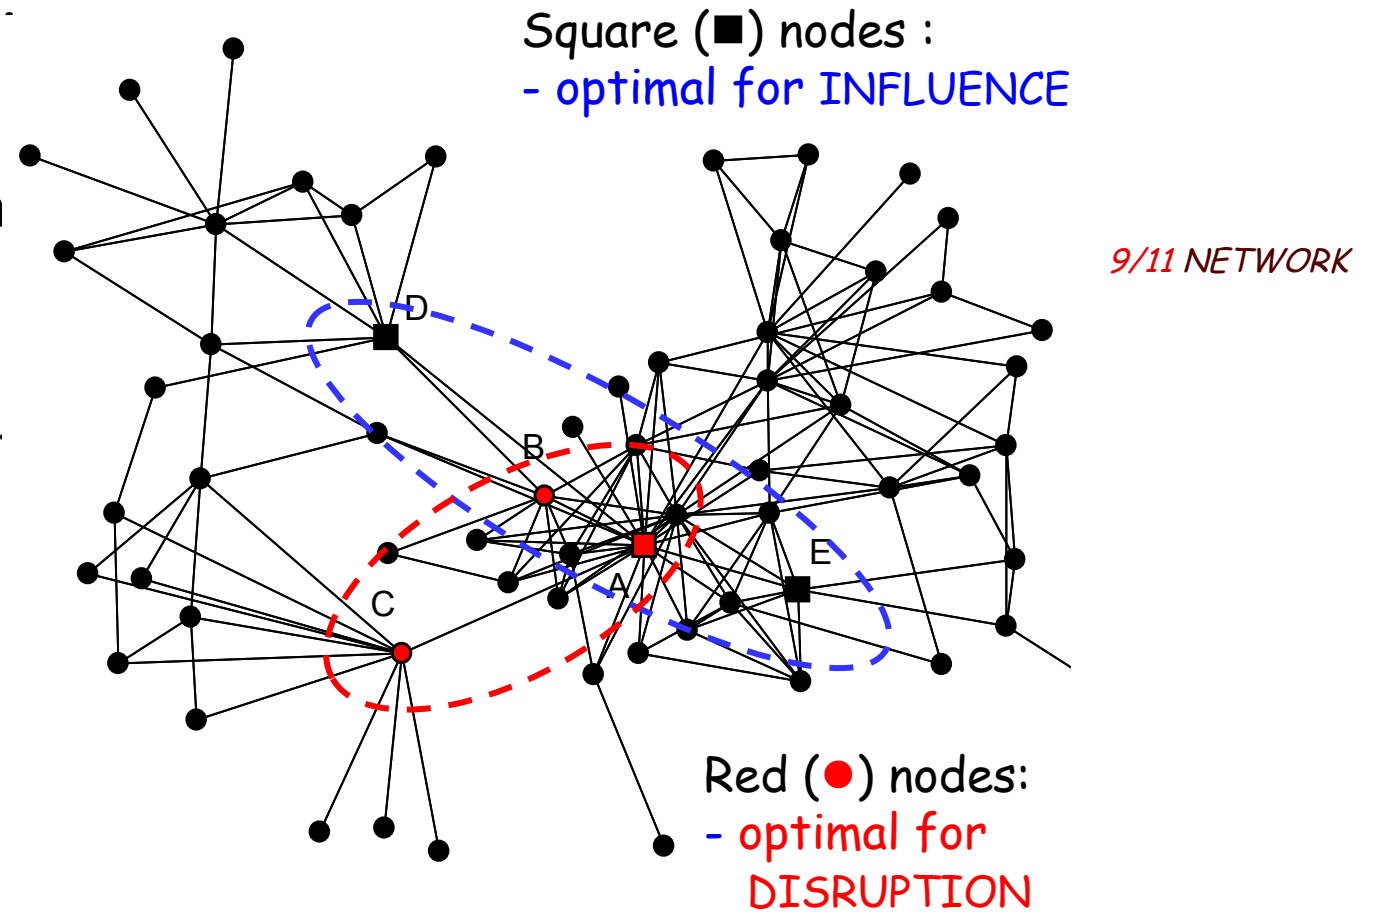 Square (■) nodes :
- optimal for INFLUENCE
9/11 NETWORK
D
B
E
A
C
Red (●) nodes:
- optimal for
DISRUPTION